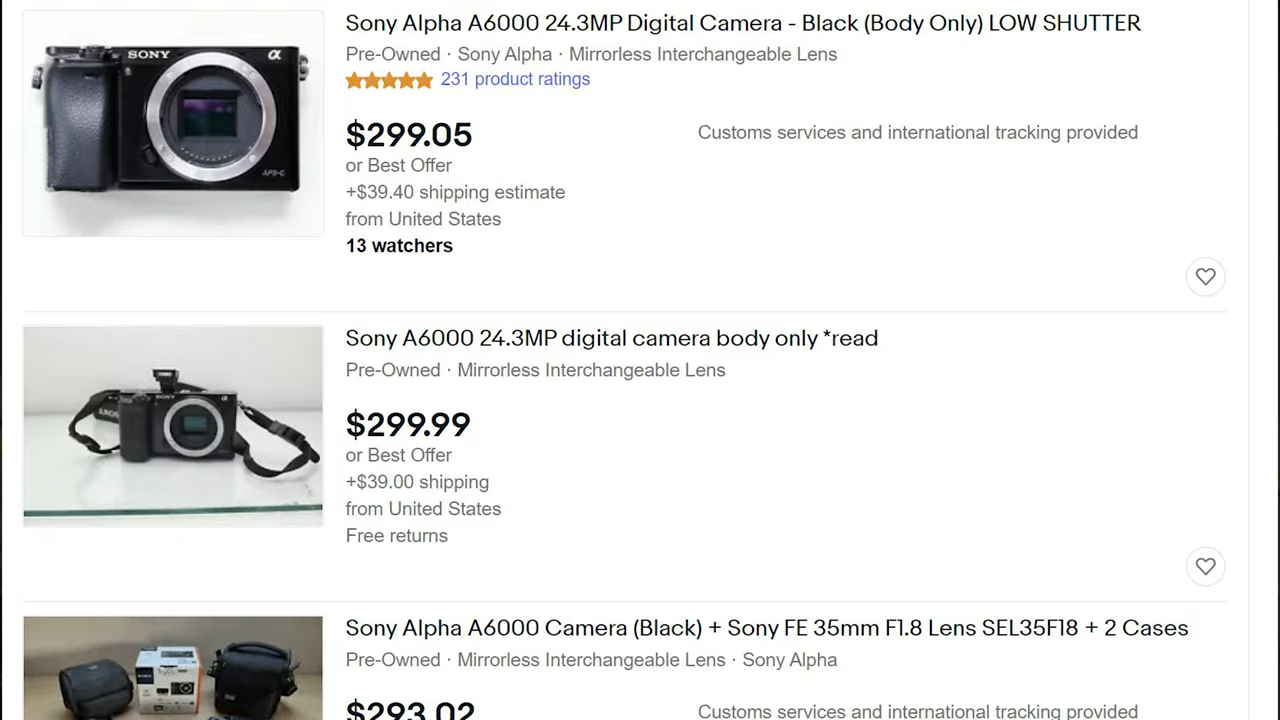 Sony Alpha A6000 24.3MP Digital Camera - Black (Body Only) LOW SHUTTER
Pre-Owned · Sony Alpha · Mirrorless Interchangeable Lens
231 product ratings
$299.05
Customs services and international tracking provided
or Best Offer
+$39.40 shipping estimate
from United States
13 watchers
SONY
α
APS-C
Sony A6000 24.3MP digital camera body only *read
Pre-Owned · Mirrorless Interchangeable Lens
$299.99
or Best Offer
+$39.00 shipping
from United States
Free returns
SONY
Sony Alpha A6000 Camera (Black) + Sony FE 35mm F1.8 Lens SEL35F18 + 2 Cases
Pre-Owned · Mirrorless Interchangeable Lens · Sony Alpha
$293.02
Customs services and international tracking provided